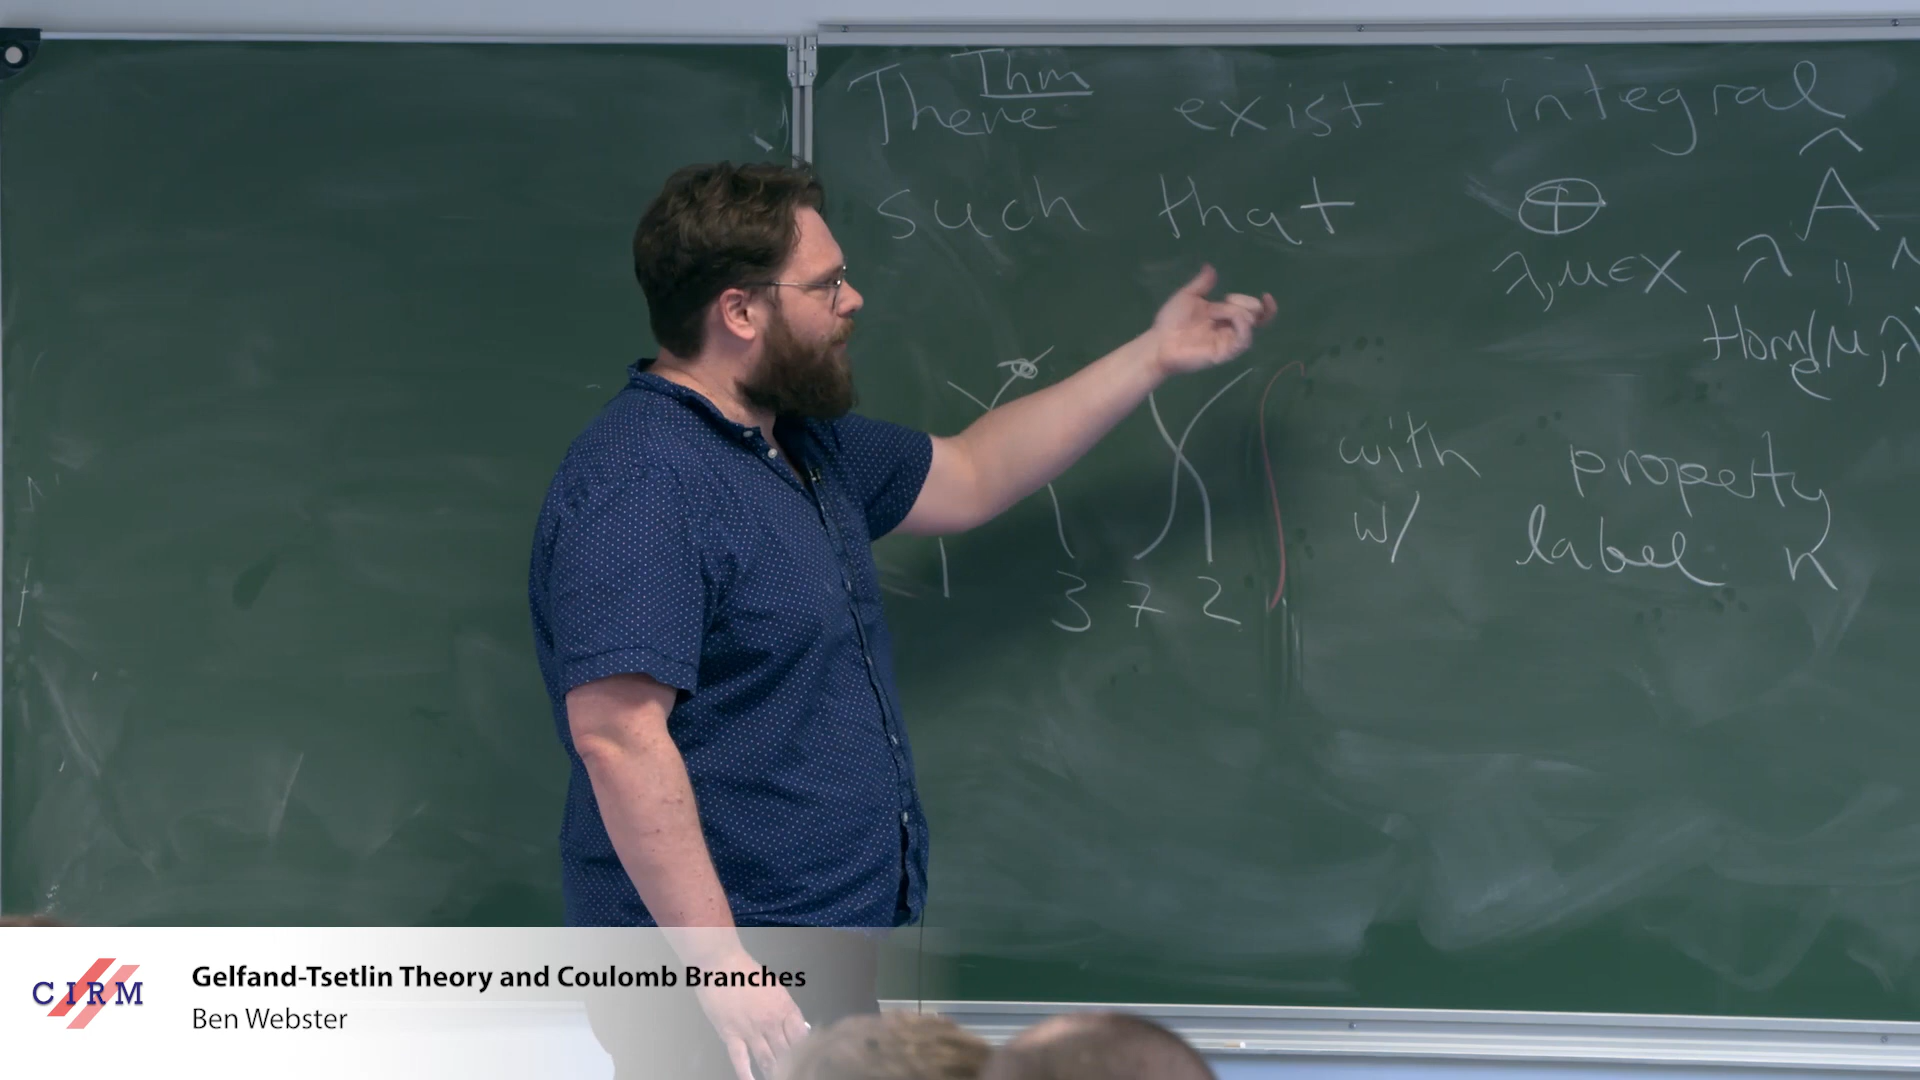 Thm
There exist integral
such that ⊕ Â
λ,μ∈X λ
Hom(μ,λ
e
with property
w/ label n
1 3 7 2
CIRM
Gelfand-Tsetlin Theory and Coulomb Branches
Ben Webster